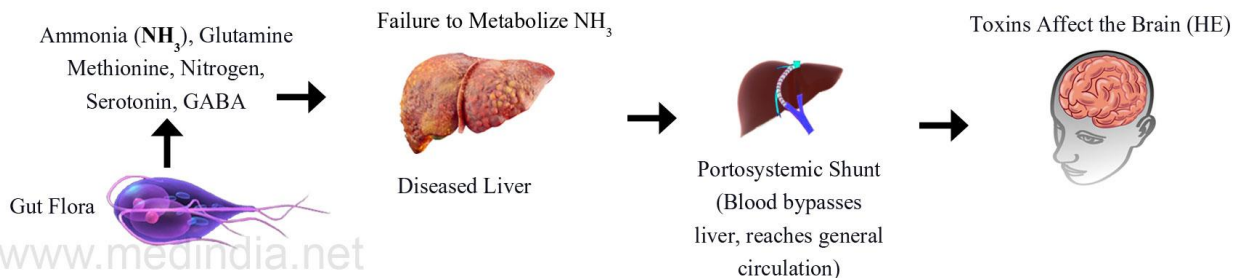 Ammonia (NH3), Glutamine
Methionine, Nitrogen,
Serotonin, GABA
Gut Flora
Failure to Metabolize NH3
Diseased Liver
Portosystemic Shunt
(Blood bypasses
liver, reaches general
circulation)
Toxins Affect the Brain (HE)
www.medindia.net